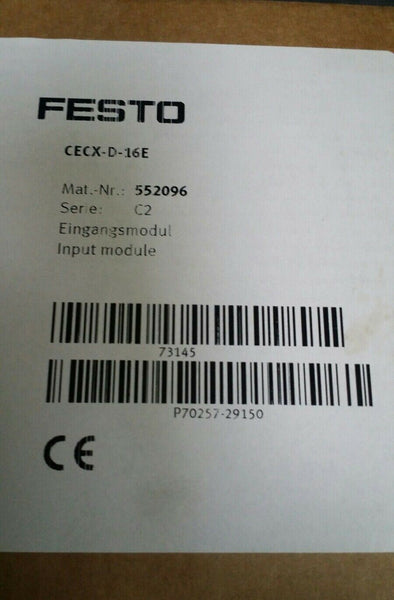 FESTO
CECX-D-16E
Mat.-Nr.: 552096
Serie: C2
Eingangsmodul
Input module
73145
P70257-29150
CE